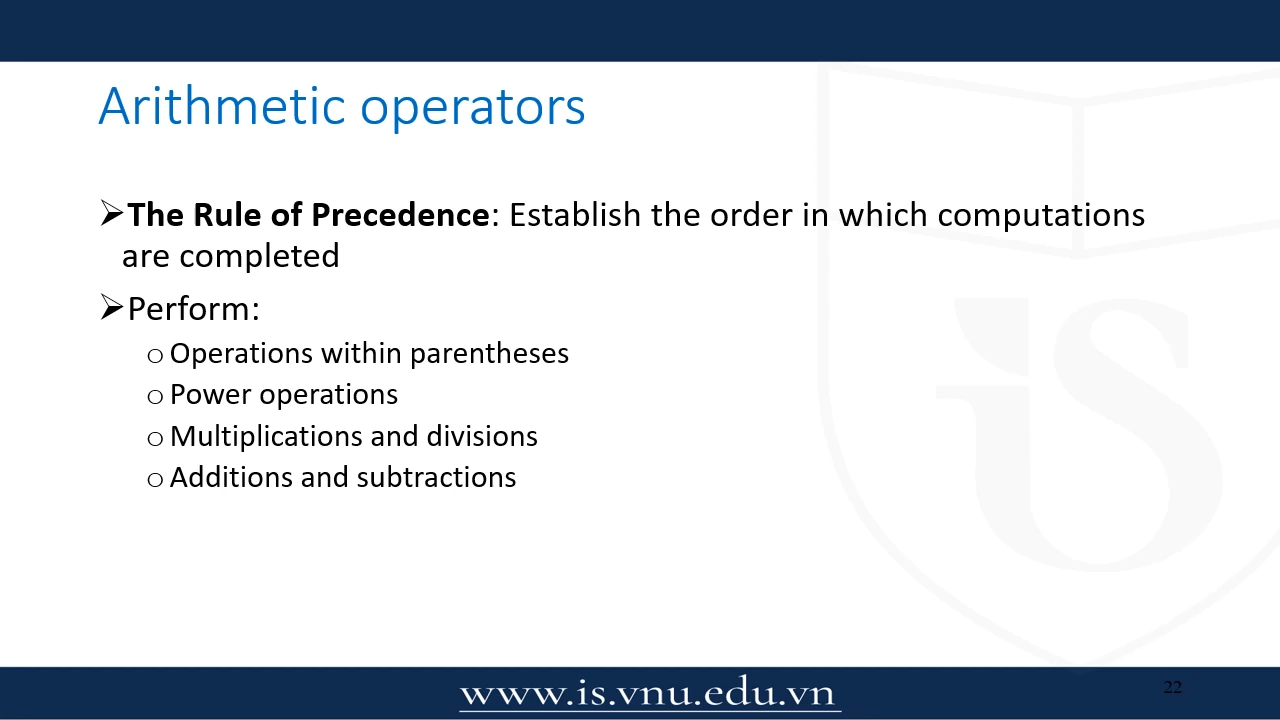 Arithmetic operators
➢The Rule of Precedence: Establish the order in which computations
are completed
➢Perform:
o Operations within parentheses
o Power operations
o Multiplications and divisions
o Additions and subtractions
iS
www.is.vnu.edu.vn
22